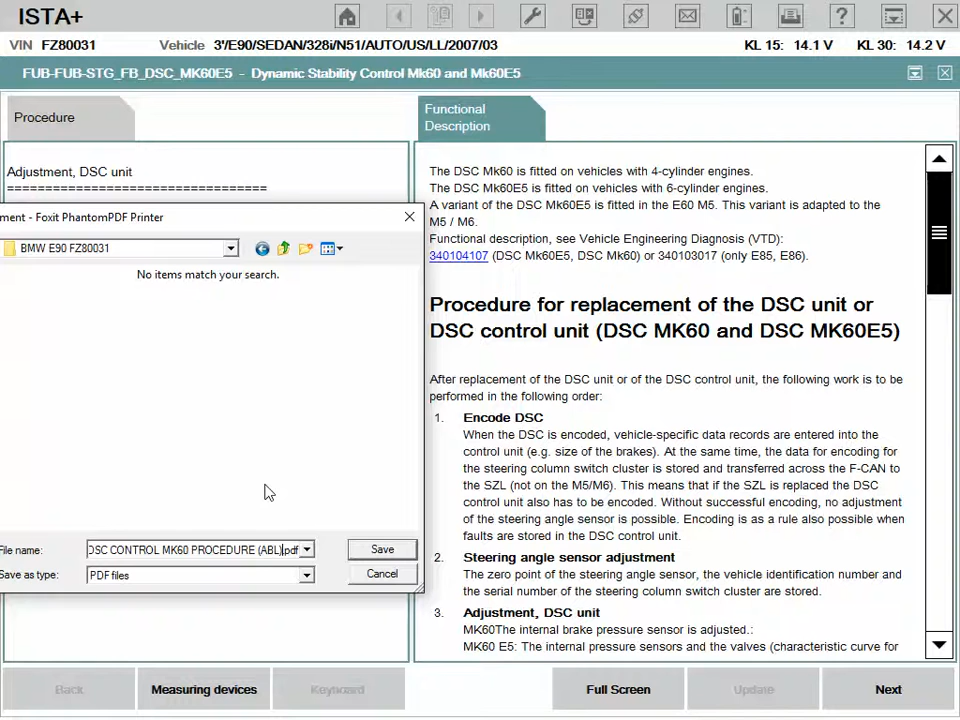 ISTA+
VIN FZ80031 Vehicle 3'/E90/SEDAN/328i/N51/AUTO/US/LL/2007/03 KL 15: 14.1 V KL 30: 14.2 V
FUB-FUB-STG_FB_DSC_MK60E5 - Dynamic Stability Control Mk60 and Mk60E5
Procedure
Adjustment, DSC unit
==================================
ment - Foxit PhantomPDF Printer
BMW E90 FZ80031
No items match your search.
File name: DSC CONTROL MK60 PROCEDURE (ABL).pdf Save
Save as type: PDF files Cancel
Functional
Description
The DSC Mk60 is fitted on vehicles with 4-cylinder engines.
The DSC Mk60E5 is fitted on vehicles with 6-cylinder engines.
A variant of the DSC Mk60E5 is fitted in the E60 M5. This variant is adapted to the
M5 / M6.
Functional description, see Vehicle Engineering Diagnosis (VTD):
340104107 (DSC Mk60E5, DSC Mk60) or 340103017 (only E85, E86).
Procedure for replacement of the DSC unit or
DSC control unit (DSC MK60 and DSC MK60E5)
After replacement of the DSC unit or of the DSC control unit, the following work is to be
performed in the following order:
1. Encode DSC
When the DSC is encoded, vehicle-specific data records are entered into the
control unit (e.g. size of the brakes). At the same time, the data for encoding for
the steering column switch cluster is stored and transferred across the F-CAN to
the SZL (not on the M5/M6). This means that if the SZL is replaced the DSC
control unit also has to be encoded. Without successful encoding, no adjustment
of the steering angle sensor is possible. Encoding is as a rule also possible when
faults are stored in the DSC control unit.
2. Steering angle sensor adjustment
The zero point of the steering angle sensor, the vehicle identification number and
the serial number of the steering column switch cluster are stored.
3. Adjustment, DSC unit
MK60The internal brake pressure sensor is adjusted.:
MK60 E5: The internal pressure sensors and the valves (characteristic curve for
Back Measuring devices Keyboard Full Screen Update Next